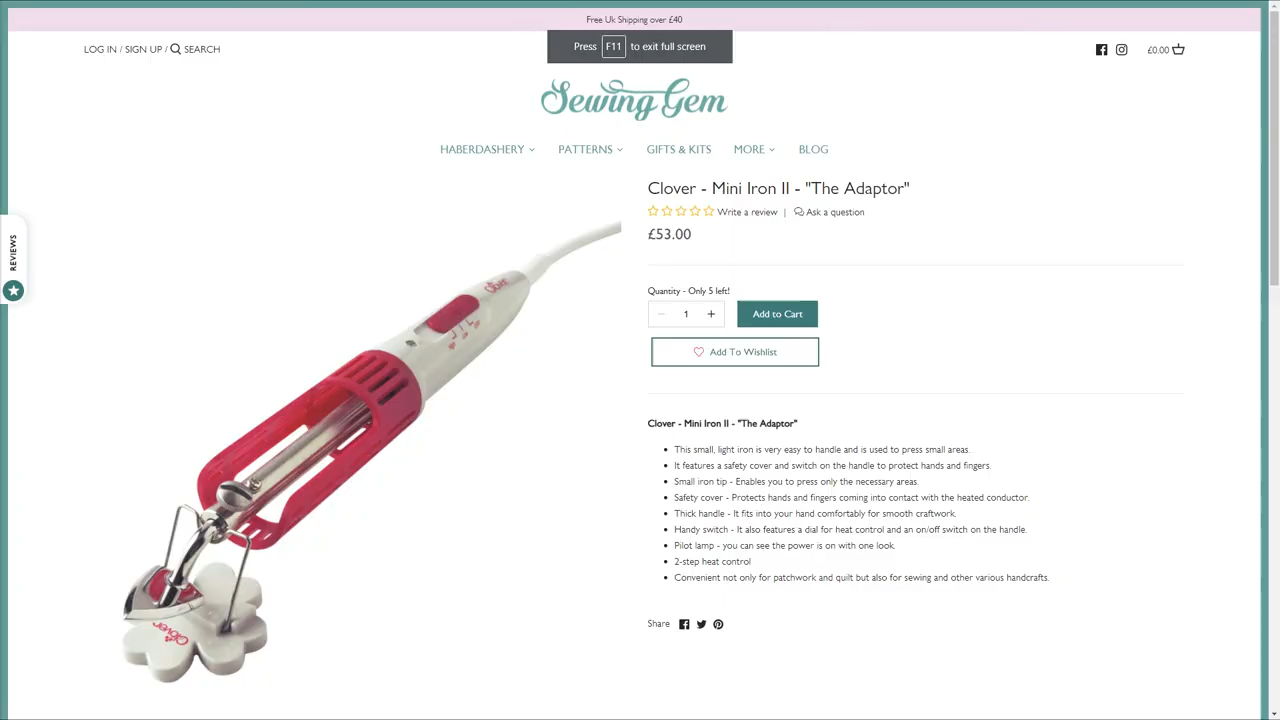 Free Uk Shipping over £40
LOG IN / SIGN UP / SEARCH
Press F11 to exit full screen
£0.00
Sewing Gem
HABERDASHERY PATTERNS GIFTS & KITS MORE BLOG
Clover - Mini Iron II - "The Adaptor"
Write a review | Ask a question
£53.00
REVIEWS
Quantity - Only 5 left!
1 + Add to Cart
Add To Wishlist
Clover - Mini Iron II - "The Adaptor"
This small, light iron is very easy to handle and is used to press small areas.
It features a safety cover and switch on the handle to protect hands and fingers.
Small iron tip - Enables you to press only the necessary areas.
Safety cover - Protects hands and fingers coming into contact with the heated conductor.
Thick handle - It fits into your hand comfortably for smooth craftwork.
Handy switch - It also features a dial for heat control and an on/off switch on the handle.
Pilot lamp - you can see the power is on with one look.
2-step heat control
Convenient not only for patchwork and quilt but also for sewing and other various handcrafts.
Share
Clover
Clover